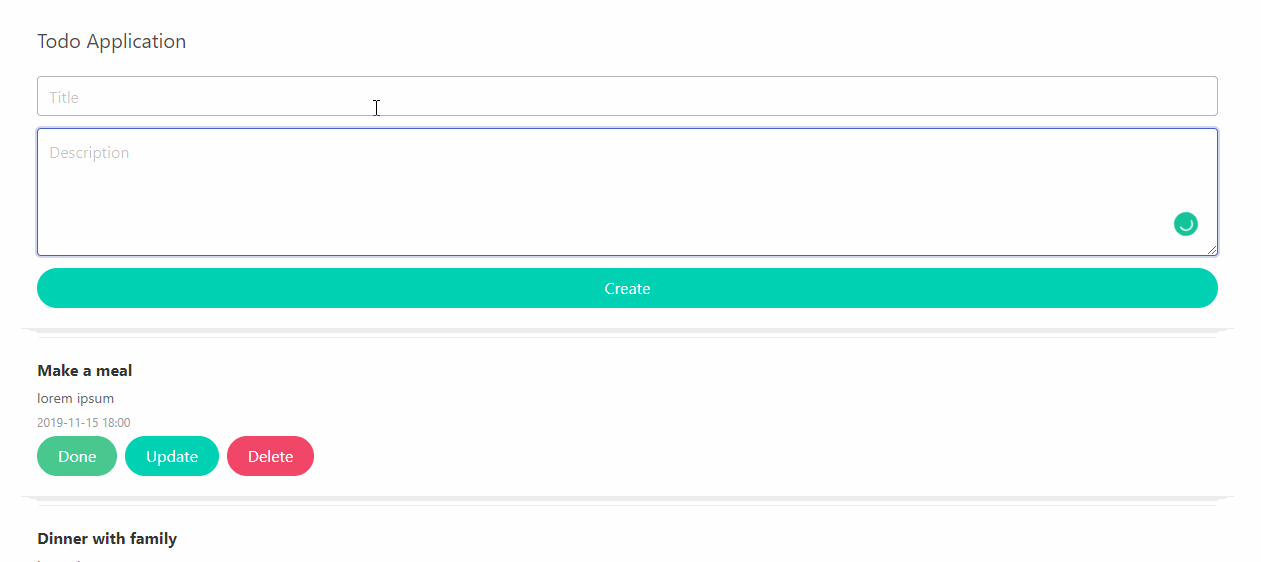 Todo Application
Title
Description
Create
Make a meal
lorem ipsum
2019-11-15 18:00
Done Update Delete
Dinner with family